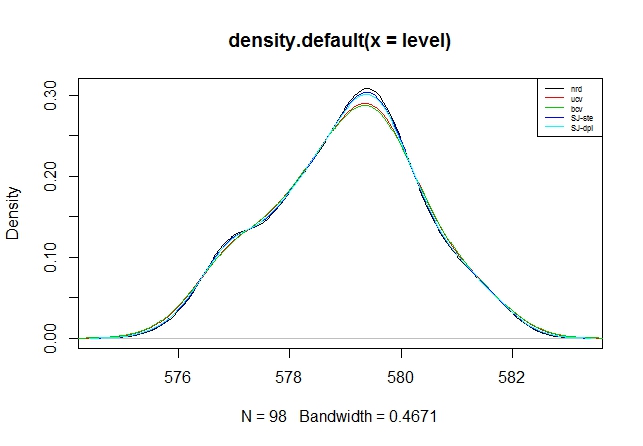 density.default(x = level)
nrd
ucv
bcv
SJ-ste
SJ-dpi
Density
0.30
0.20
0.10
0.00
576 578 580 582
N = 98 Bandwidth = 0.4671